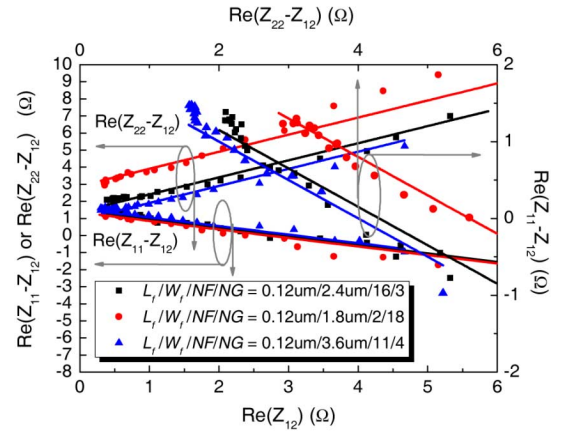 Re(Z22-Z12) (Ω)
0 2 4 6
10 9 8 7 6 5 4 3 2 1 0 -1 -2 -3 -4 -5 -6 -7 -8
2 1 0 -1 -2
Re(Z11-Z12) or Re(Z22-Z12) (Ω)
Re(Z11-Z12) (Ω)
Re(Z22-Z12)
Re(Z11-Z12)
Lf/Wf/NF/NG = 0.12um/2.4um/16/3
Lf/Wf/NF/NG = 0.12um/1.8um/2/18
Lf/Wf/NF/NG = 0.12um/3.6um/11/4
0 1 2 3 4 5 6
Re(Z12) (Ω)